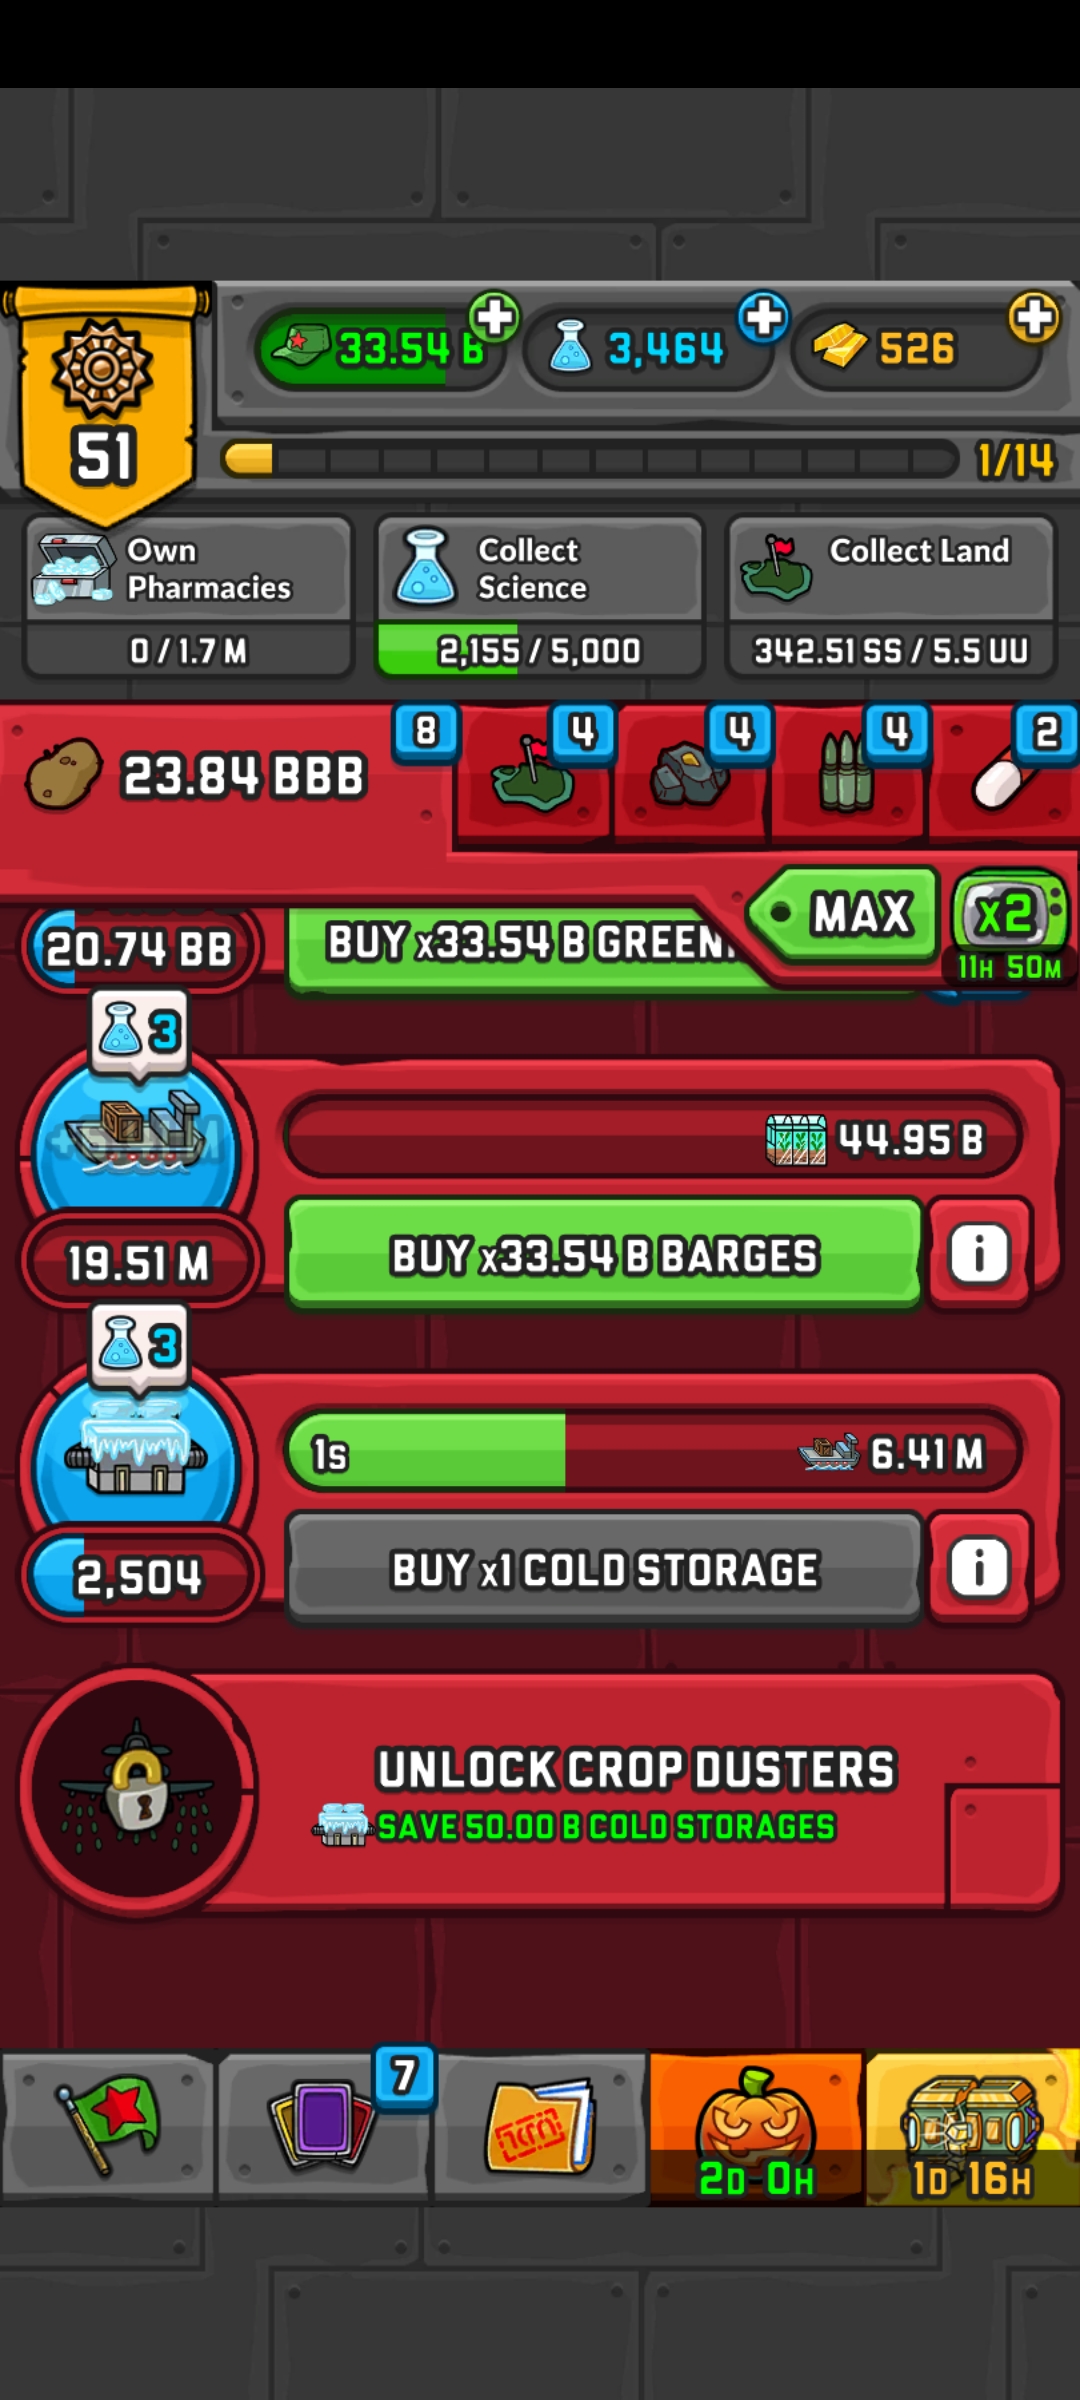 33.54 B
3,464
526
51
1/14
Own
Pharmacies
0 / 1.7 M
Collect
Science
2,155 / 5,000
Collect Land
342.51 SS / 5.5 UU
23.84 BBB
8
4
4
4
2
MAX
x2
11H 50M
20.74 BB
BUY x33.54 B GREEN
3
44.95 B
19.51 M
BUY x33.54 B BARGES
i
3
1s
6.41 M
2,504
BUY x1 COLD STORAGE
i
UNLOCK CROP DUSTERS
SAVE 50.00 B COLD STORAGES
7
2D 0H
1D 16H